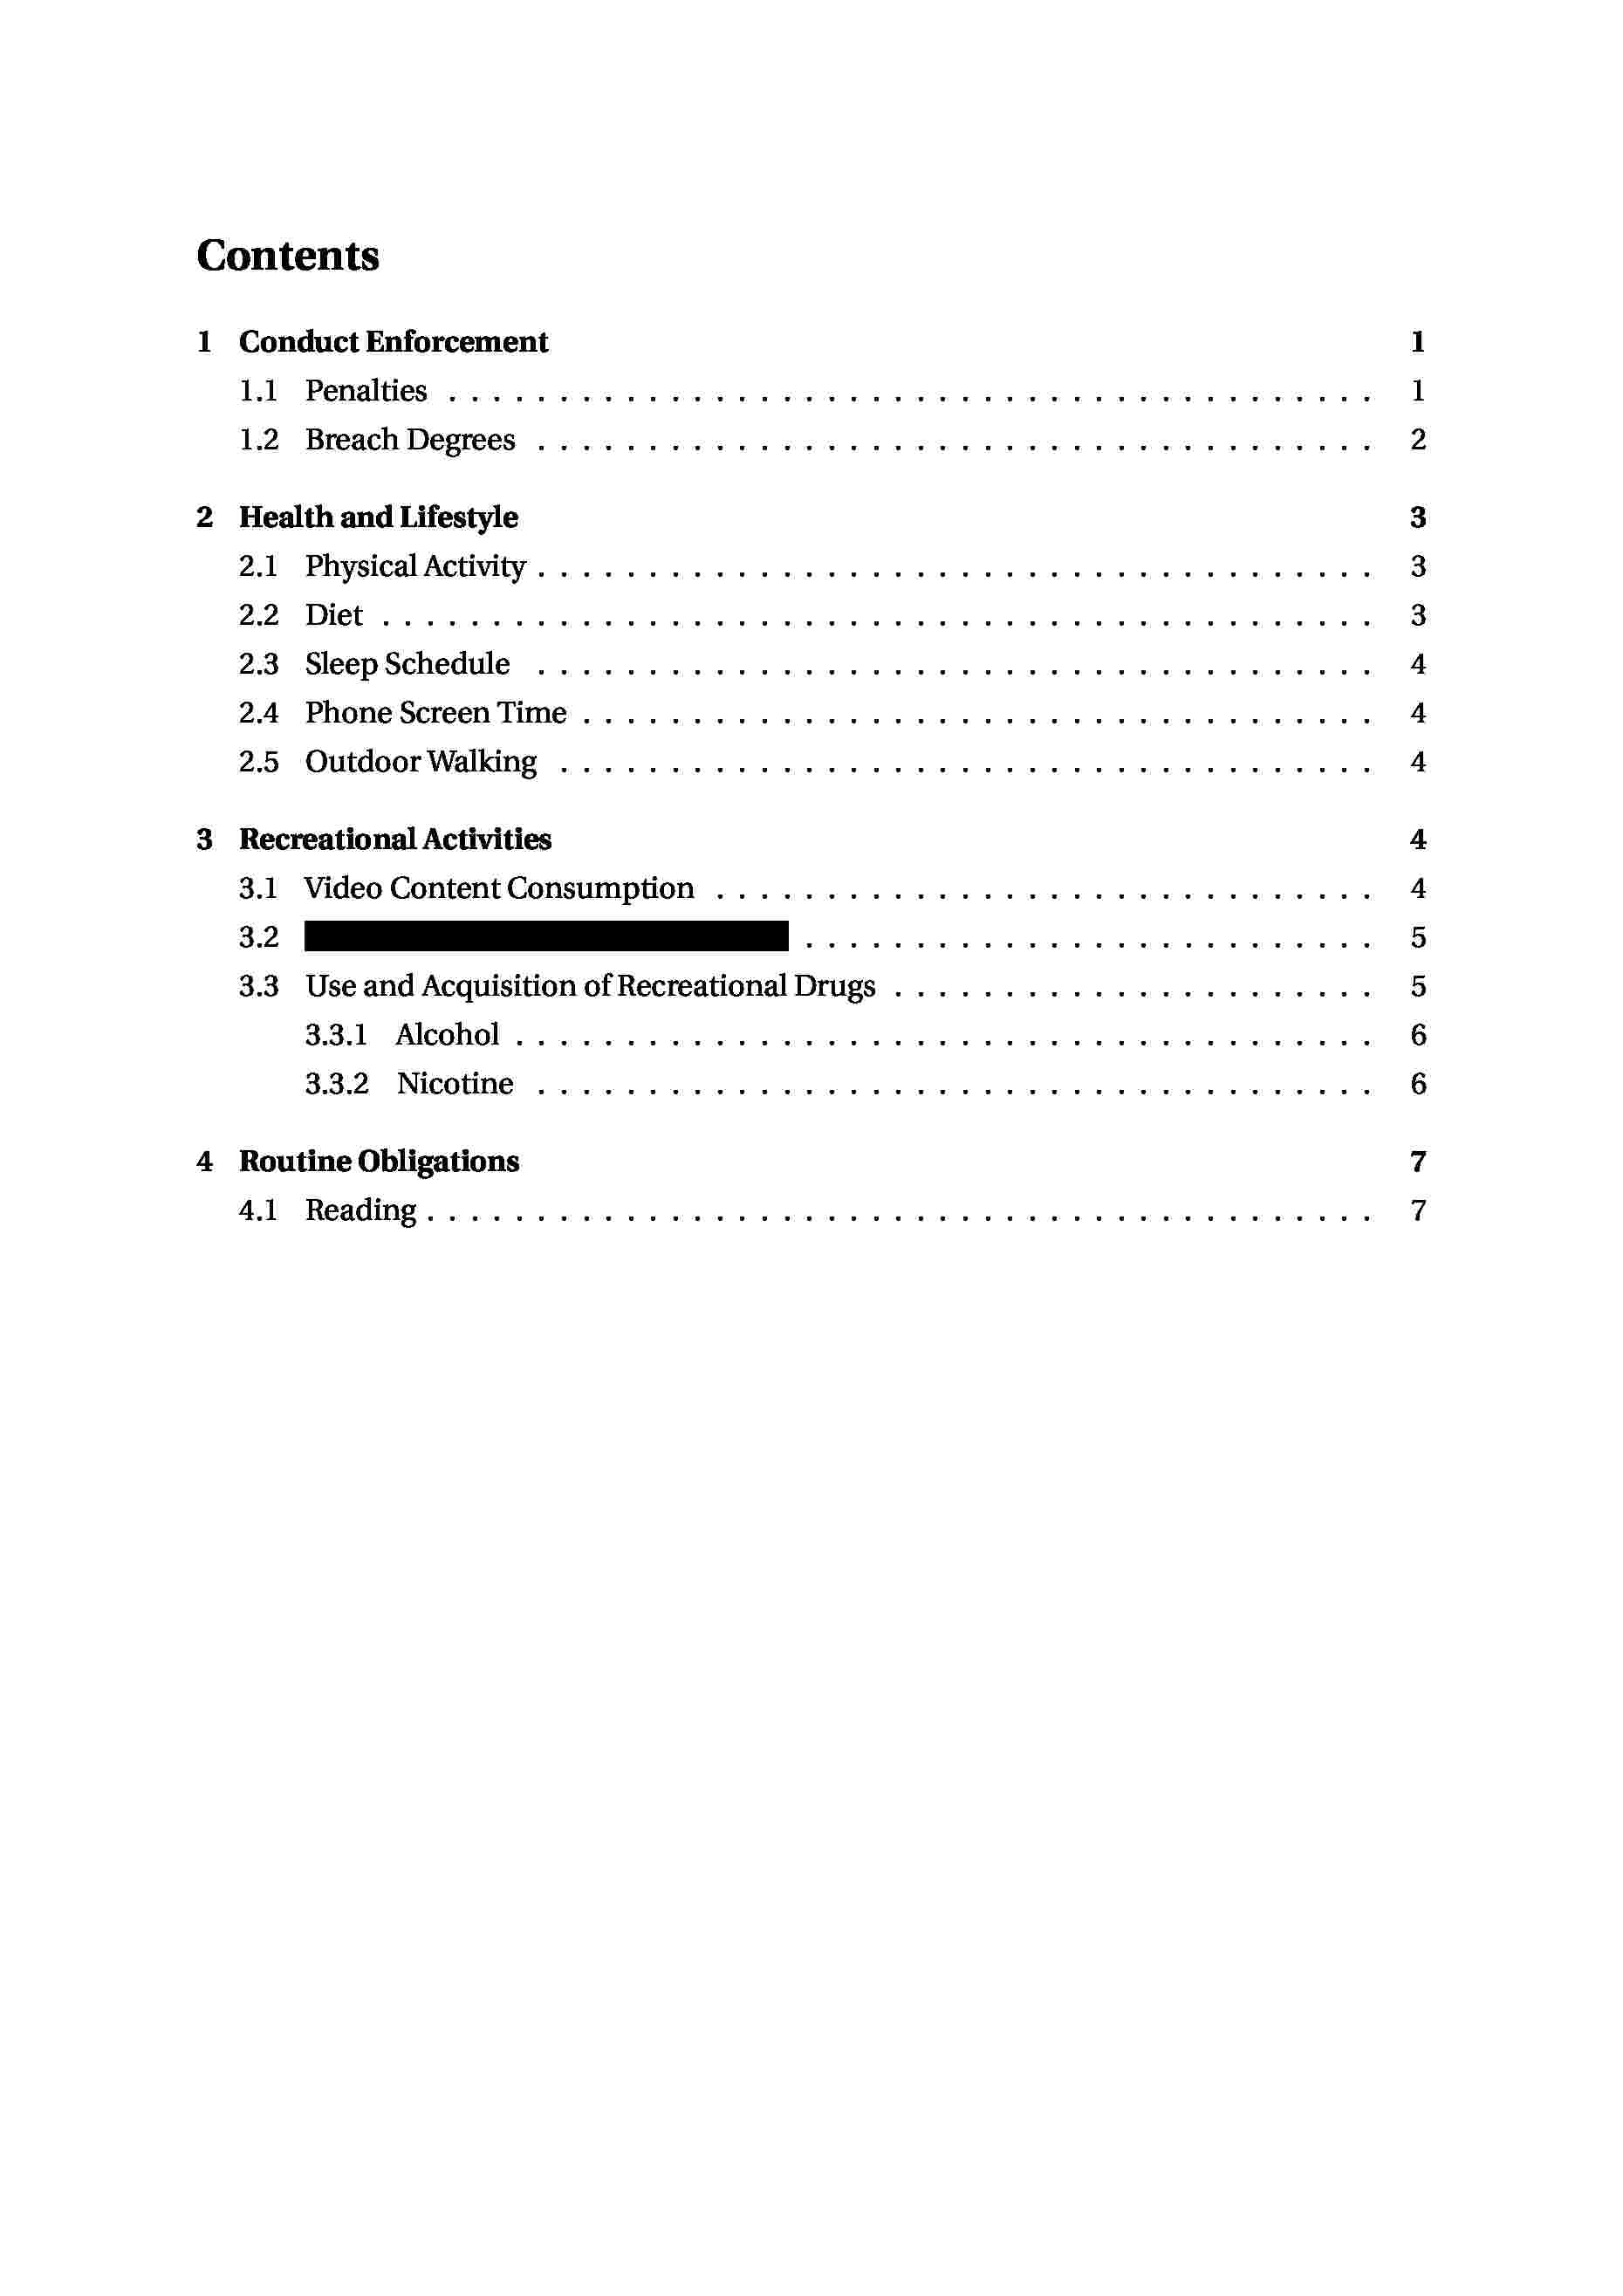 Contents
1 Conduct Enforcement 1
1.1 Penalties . . . . . . . . . . . . . . . . . . . . . . . . . . . . . . . . . . . . . . . . . . 1
1.2 Breach Degrees . . . . . . . . . . . . . . . . . . . . . . . . . . . . . . . . . . . . . . 2
2 Health and Lifestyle 3
2.1 Physical Activity . . . . . . . . . . . . . . . . . . . . . . . . . . . . . . . . . . . . . . 3
2.2 Diet . . . . . . . . . . . . . . . . . . . . . . . . . . . . . . . . . . . . . . . . . . . . . 3
2.3 Sleep Schedule . . . . . . . . . . . . . . . . . . . . . . . . . . . . . . . . . . . . . . 4
2.4 Phone Screen Time . . . . . . . . . . . . . . . . . . . . . . . . . . . . . . . . . . . . 4
2.5 Outdoor Walking . . . . . . . . . . . . . . . . . . . . . . . . . . . . . . . . . . . . . 4
3 Recreational Activities 4
3.1 Video Content Consumption . . . . . . . . . . . . . . . . . . . . . . . . . . . . . . 4
3.2 . . . . . . . . . . . . . . . . . . . . . . . . . . 5
3.3 Use and Acquisition of Recreational Drugs . . . . . . . . . . . . . . . . . . . . . . 5
3.3.1 Alcohol . . . . . . . . . . . . . . . . . . . . . . . . . . . . . . . . . . . . . . . 6
3.3.2 Nicotine . . . . . . . . . . . . . . . . . . . . . . . . . . . . . . . . . . . . . . 6
4 Routine Obligations 7
4.1 Reading . . . . . . . . . . . . . . . . . . . . . . . . . . . . . . . . . . . . . . . . . . . 7